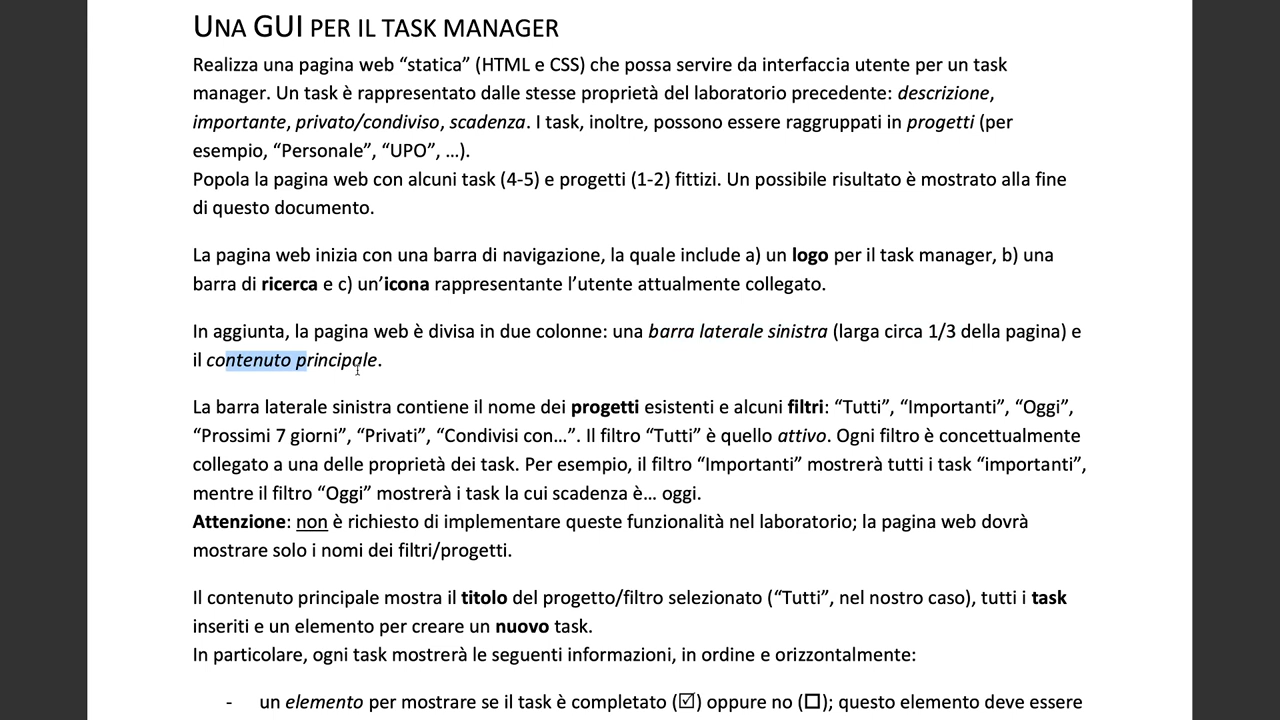 UNA GUI PER IL TASK MANAGER
Realizza una pagina web “statica” (HTML e CSS) che possa servire da interfaccia utente per un task
manager. Un task è rappresentato dalle stesse proprietà del laboratorio precedente: descrizione,
importante, privato/condiviso, scadenza. I task, inoltre, possono essere raggruppati in progetti (per
esempio, “Personale”, “UPO”, …).
Popola la pagina web con alcuni task (4-5) e progetti (1-2) fittizi. Un possibile risultato è mostrato alla fine
di questo documento.
La pagina web inizia con una barra di navigazione, la quale include a) un logo per il task manager, b) una
barra di ricerca e c) un’icona rappresentante l’utente attualmente collegato.
In aggiunta, la pagina web è divisa in due colonne: una barra laterale sinistra (larga circa 1/3 della pagina) e
il contenuto principale.
La barra laterale sinistra contiene il nome dei progetti esistenti e alcuni filtri: “Tutti”, “Importanti”, “Oggi”,
“Prossimi 7 giorni”, “Privati”, “Condivisi con…”. Il filtro “Tutti” è quello attivo. Ogni filtro è concettualmente
collegato a una delle proprietà dei task. Per esempio, il filtro “Importanti” mostrerà tutti i task “importanti”,
mentre il filtro “Oggi” mostrerà i task la cui scadenza è… oggi.
Attenzione: non è richiesto di implementare queste funzionalità nel laboratorio; la pagina web dovrà
mostrare solo i nomi dei filtri/progetti.
Il contenuto principale mostra il titolo del progetto/filtro selezionato (“Tutti”, nel nostro caso), tutti i task
inseriti e un elemento per creare un nuovo task.
In particolare, ogni task mostrerà le seguenti informazioni, in ordine e orizzontalmente:
- un elemento per mostrare se il task è completato (☑) oppure no (☐); questo elemento deve essere